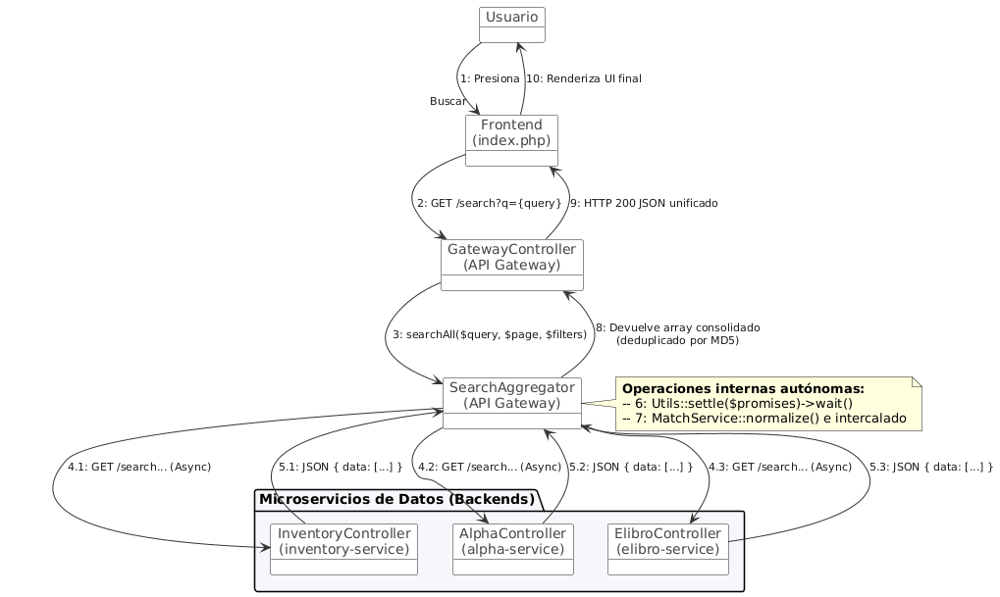 Usuario
1: Presiona
Buscar
10: Renderiza UI final
Frontend
(index.php)
2: GET /search?q={query}
9: HTTP 200 JSON unificado
GatewayController
(API Gateway)
3: searchAll($query, $page, $filters)
8: Devuelve array consolidado
(deduplicado por MD5)
SearchAggregator
(API Gateway)
Operaciones internas autónomas:
-- 6: Utils::settle($promises)->wait()
-- 7: MatchService::normalize() e intercalado
4.1: GET /search... (Async)
5.1: JSON { data: [...] }
4.2: GET /search... (Async)
5.2: JSON { data: [...] }
4.3: GET /search... (Async)
5.3: JSON { data: [...] }
Microservicios de Datos (Backends)
InventoryController
(inventory-service)
AlphaController
(alpha-service)
ElibroController
(elibro-service)